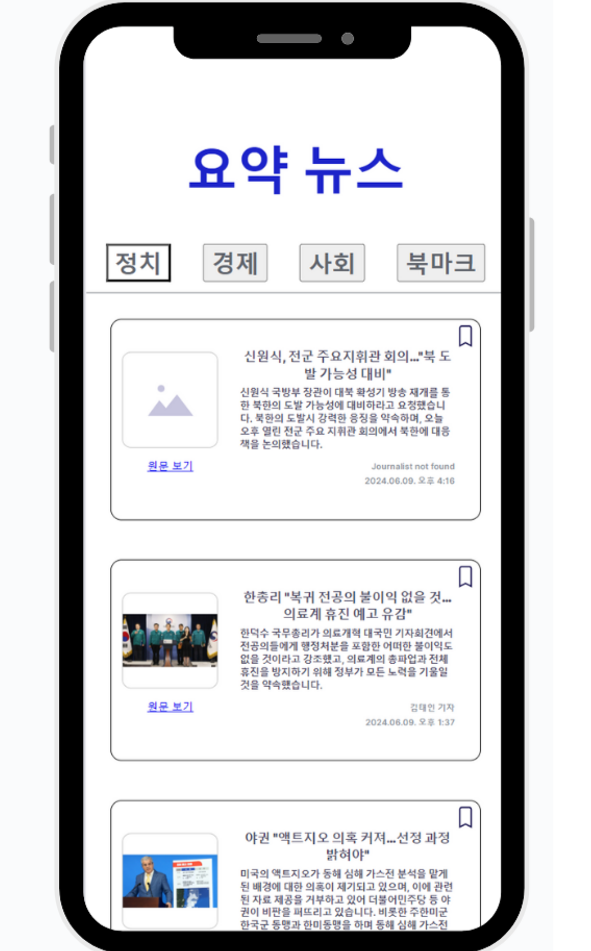 요약 뉴스
정치 경제 사회 북마크
신원식, 전군 주요지휘관 회의..."북 도
발 가능성 대비"
신원식 국방부 장관이 대북 확성기 방송 재개를 통
한 북한의 도발 가능성에 대비하라고 요청했습니
다. 북한의 도발시 강력한 응징을 약속하며, 오늘
오후 열린 전군 주요 지휘관 회의에서 북한에 대응
책을 논의했습니다.
원문 보기
Journalist not found
2024.06.09. 오후 4:16
한총리 "복귀 전공의 불이익 없을 것...
의료계 휴진 예고 유감"
한덕수 국무총리가 의료개혁 대국민 기자회견에서
전공의들에게 행정처분을 포함한 어떠한 불이익도
없을 것이라고 강조했고, 의료계의 총파업과 전체
휴진을 방지하기 위해 정부가 모든 노력을 기울일
것을 약속했습니다.
원문 보기
김태인 기자
2024.06.09. 오후 1:37
야권 "액트지오 의혹 커져...선정 과정
밝혀야"
미국의 액트지오가 동해 심해 가스전 분석을 맡게
된 배경에 대한 의혹이 제기되고 있으며, 이에 관련
된 자료 제공을 거부하고 있어 더불어민주당 등 야
권이 비판을 퍼뜨리고 있습니다. 비롯한 주한미군
한국군 동맹과 한미동맹을 하며 동해 심해 가스전